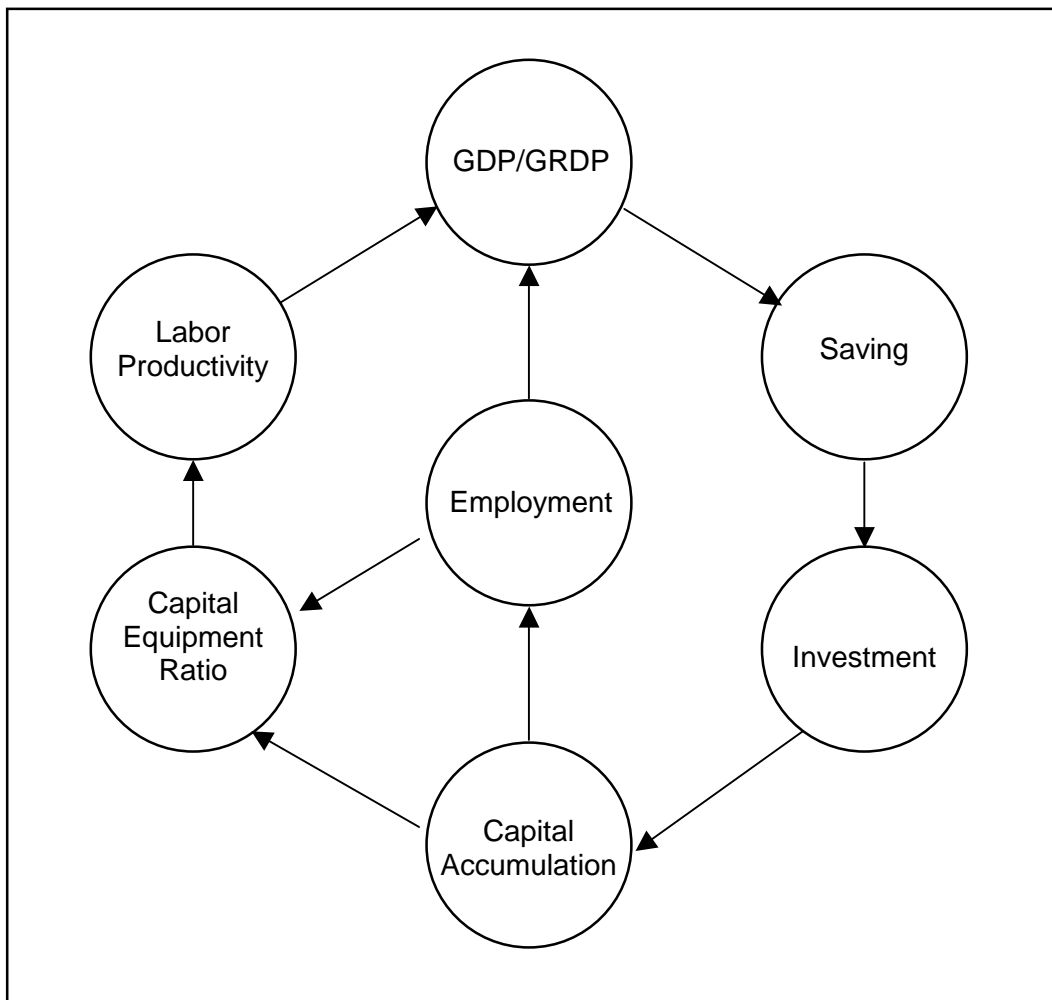 GDP/GRDP
Labor
Productivity
Saving
Employment
Capital
Equipment
Ratio
Investment
Capital
Accumulation